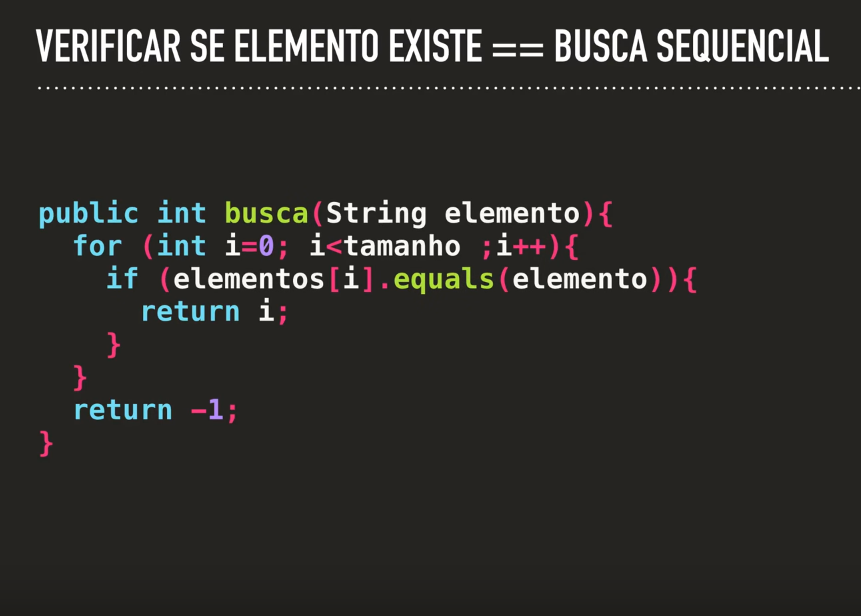 VERIFICAR SE ELEMENTO EXISTE == BUSCA SEQUENCIAL
public int busca(String elemento){
  for (int i=0; i<tamanho ;i++){
    if (elementos[i].equals(elemento)){
      return i;
    }
  }
  return -1;
}